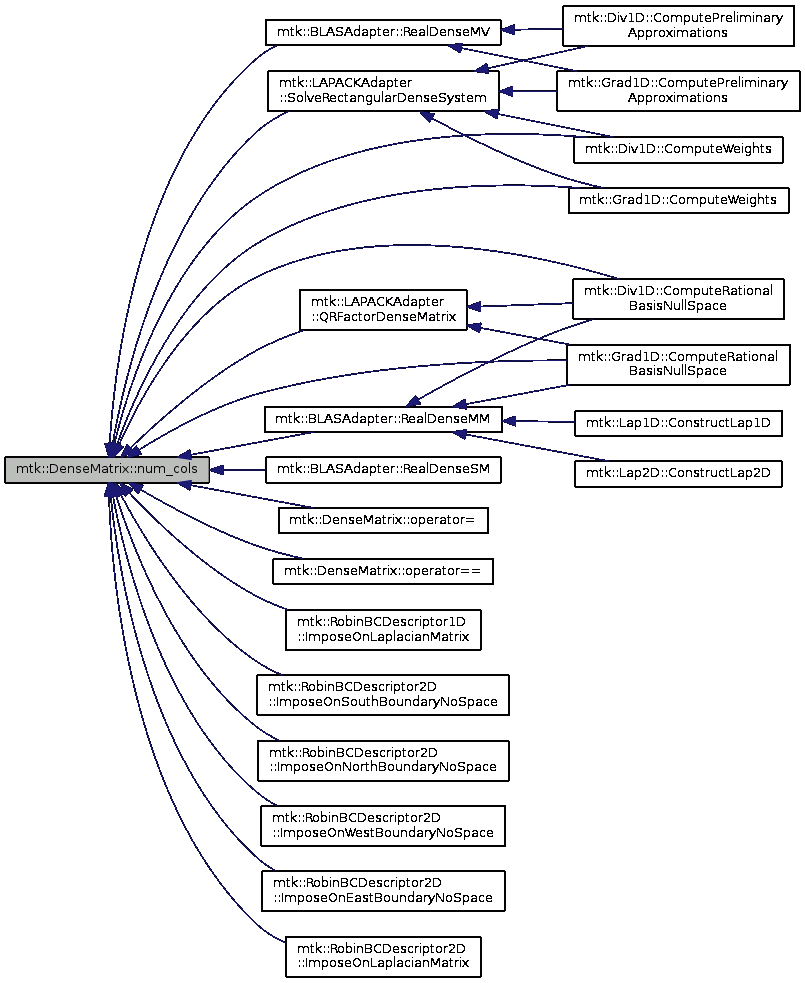 mtk::BLASAdapter::RealDenseMV
mtk::Div1D::ComputePreliminary
Approximations
mtk::LAPACKAdapter
::SolveRectangularDenseSystem
mtk::Grad1D::ComputePreliminary
Approximations
mtk::Div1D::ComputeWeights
mtk::Grad1D::ComputeWeights
mtk::LAPACKAdapter
::QRFactorDenseMatrix
mtk::Div1D::ComputeRational
BasisNullSpace
mtk::Grad1D::ComputeRational
BasisNullSpace
mtk::BLASAdapter::RealDenseMM
mtk::Lap1D::ConstructLap1D
mtk::DenseMatrix::num_cols
mtk::BLASAdapter::RealDenseSM
mtk::Lap2D::ConstructLap2D
mtk::DenseMatrix::operator=
mtk::DenseMatrix::operator==
mtk::RobinBCDescriptor1D
::ImposeOnLaplacianMatrix
mtk::RobinBCDescriptor2D
::ImposeOnSouthBoundaryNoSpace
mtk::RobinBCDescriptor2D
::ImposeOnNorthBoundaryNoSpace
mtk::RobinBCDescriptor2D
::ImposeOnWestBoundaryNoSpace
mtk::RobinBCDescriptor2D
::ImposeOnEastBoundaryNoSpace
mtk::RobinBCDescriptor2D
::ImposeOnLaplacianMatrix